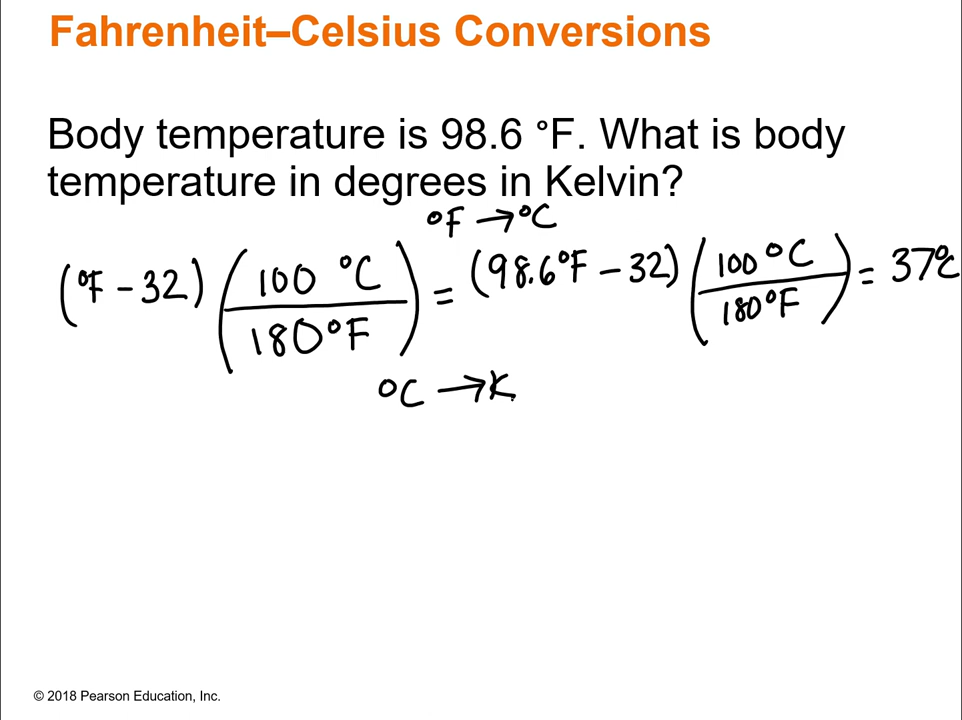 Fahrenheit–Celsius Conversions
Body temperature is 98.6 °F. What is body
temperature in degrees in Kelvin?
°F → °C
(°F - 32) (100 °C / 180°F) = (98.6°F - 32) (100 °C / 180°F) = 37°C
°C → K
© 2018 Pearson Education, Inc.